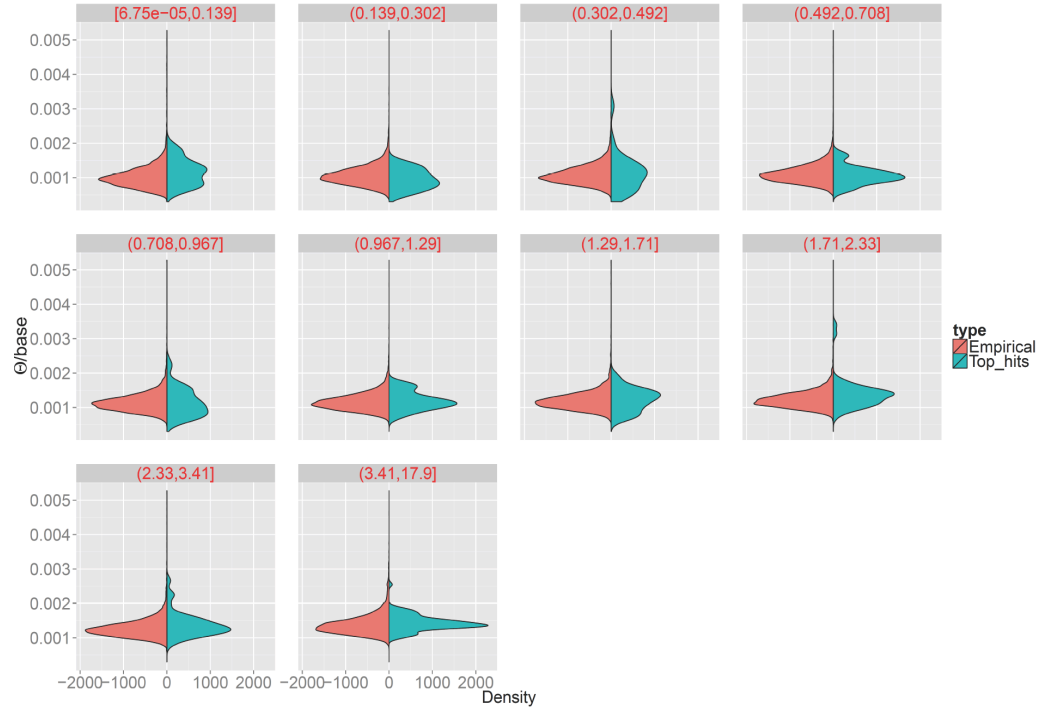 [6.75e−05,0.139] (0.139,0.302] (0.302,0.492] (0.492,0.708]
0.005
0.004
0.003
0.002
0.001
(0.708,0.967] (0.967,1.29] (1.29,1.71] (1.71,2.33]
0.005
0.004
0.003
0.002
0.001
Θ/base
type
Empirical
Top_hits
(2.33,3.41] (3.41,17.9]
0.005
0.004
0.003
0.002
0.001
−2000 −1000 0 1000 2000 −2000 −1000 0 1000 2000
Density